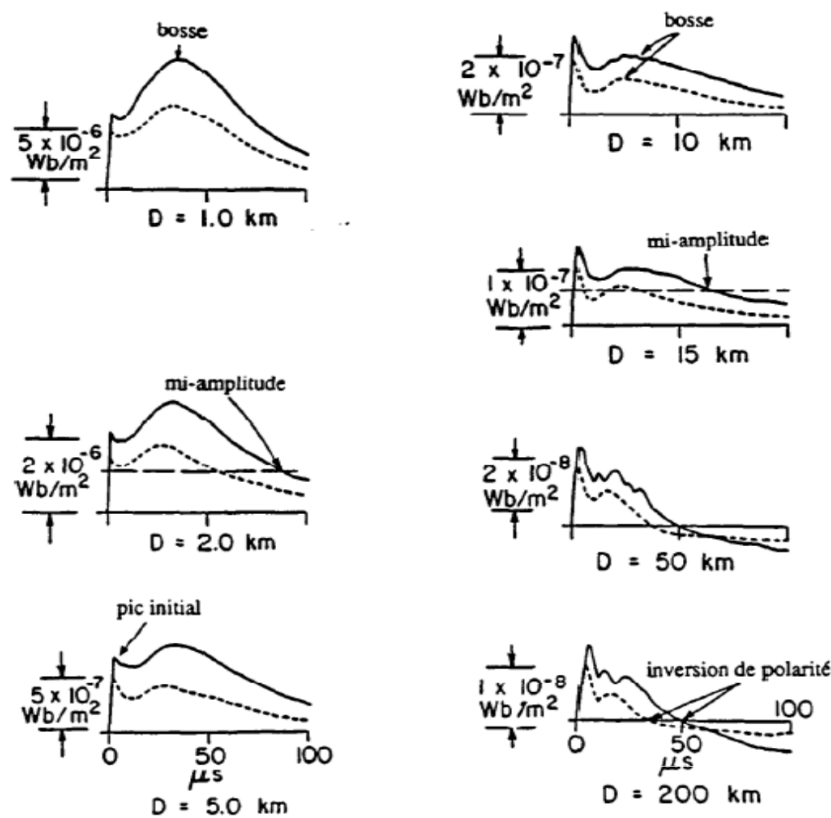 bosse
5 x 10-6
Wb/m2
D = 1.0 km
mi-amplitude
2 x 10-6
Wb/m2
D = 2.0 km
pic initial
5 x 10-7
Wb/m2
0 50 100
μs
D = 5.0 km
bosse
2 x 10-7
Wb/m2
D = 10 km
mi-amplitude
1 x 10-7
Wb/m2
D = 15 km
2 x 10-8
Wb/m2
D = 50 km
inversion de polarité
1 x 10-8
Wb/m2
100
0 50
μs
D = 200 km